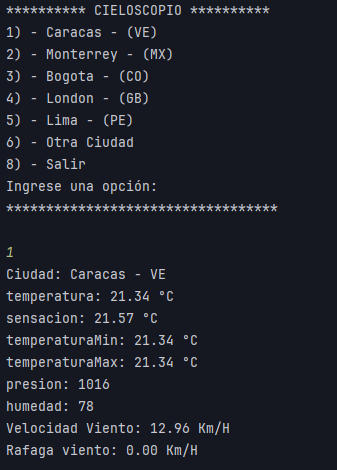 ********** CIELOSCOPIO **********
1) - Caracas - (VE)
2) - Monterrey - (MX)
3) - Bogota - (CO)
4) - London - (GB)
5) - Lima - (PE)
6) - Otra Ciudad
8) - Salir
Ingrese una opción:
**********************************
1
Ciudad: Caracas - VE
temperatura: 21.34 °C
sensacion: 21.57 °C
temperaturaMin: 21.34 °C
temperaturaMax: 21.34 °C
presion: 1016
humedad: 78
Velocidad Viento: 12.96 Km/H
Rafaga viento: 0.00 Km/H